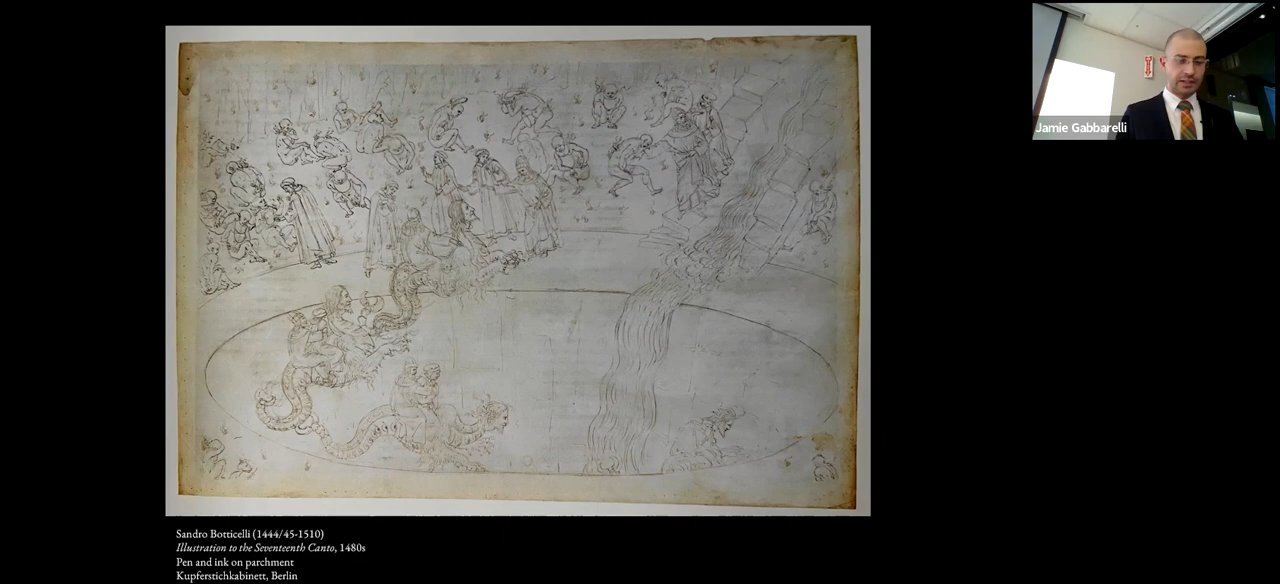 Jamie Gabbarelli
Sandro Botticelli (1444/45-1510)
Illustration to the Seventeenth Canto, 1480s
Pen and ink on parchment
Kupferstichkabinett, Berlin